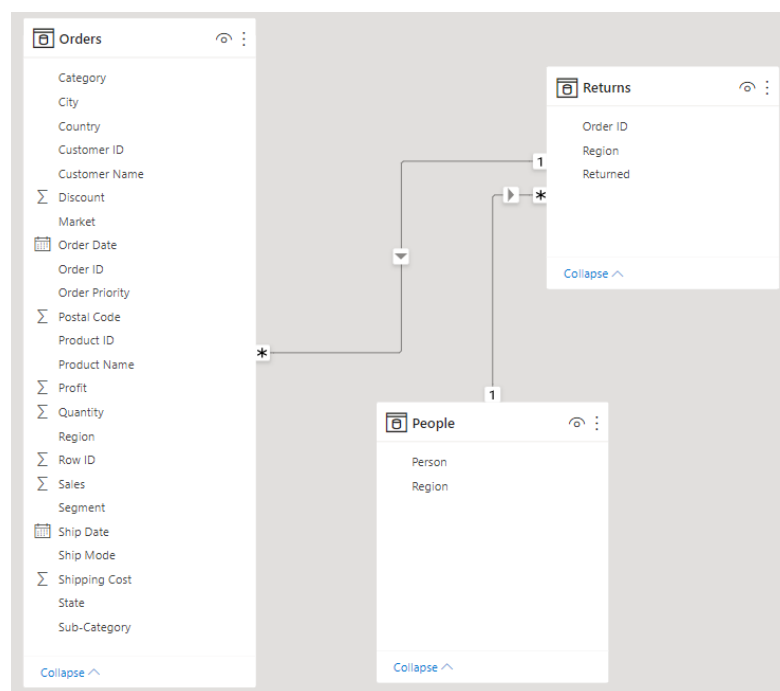 Orders
Category
City
Country
Customer ID
Customer Name
Discount
Market
Order Date
Order ID
Order Priority
Postal Code
Product ID
Product Name
Profit
Quantity
Region
Row ID
Sales
Segment
Ship Date
Ship Mode
Shipping Cost
State
Sub-Category
Collapse
Returns
Order ID
Region
Returned
Collapse
1
*
*
1
People
Person
Region
Collapse